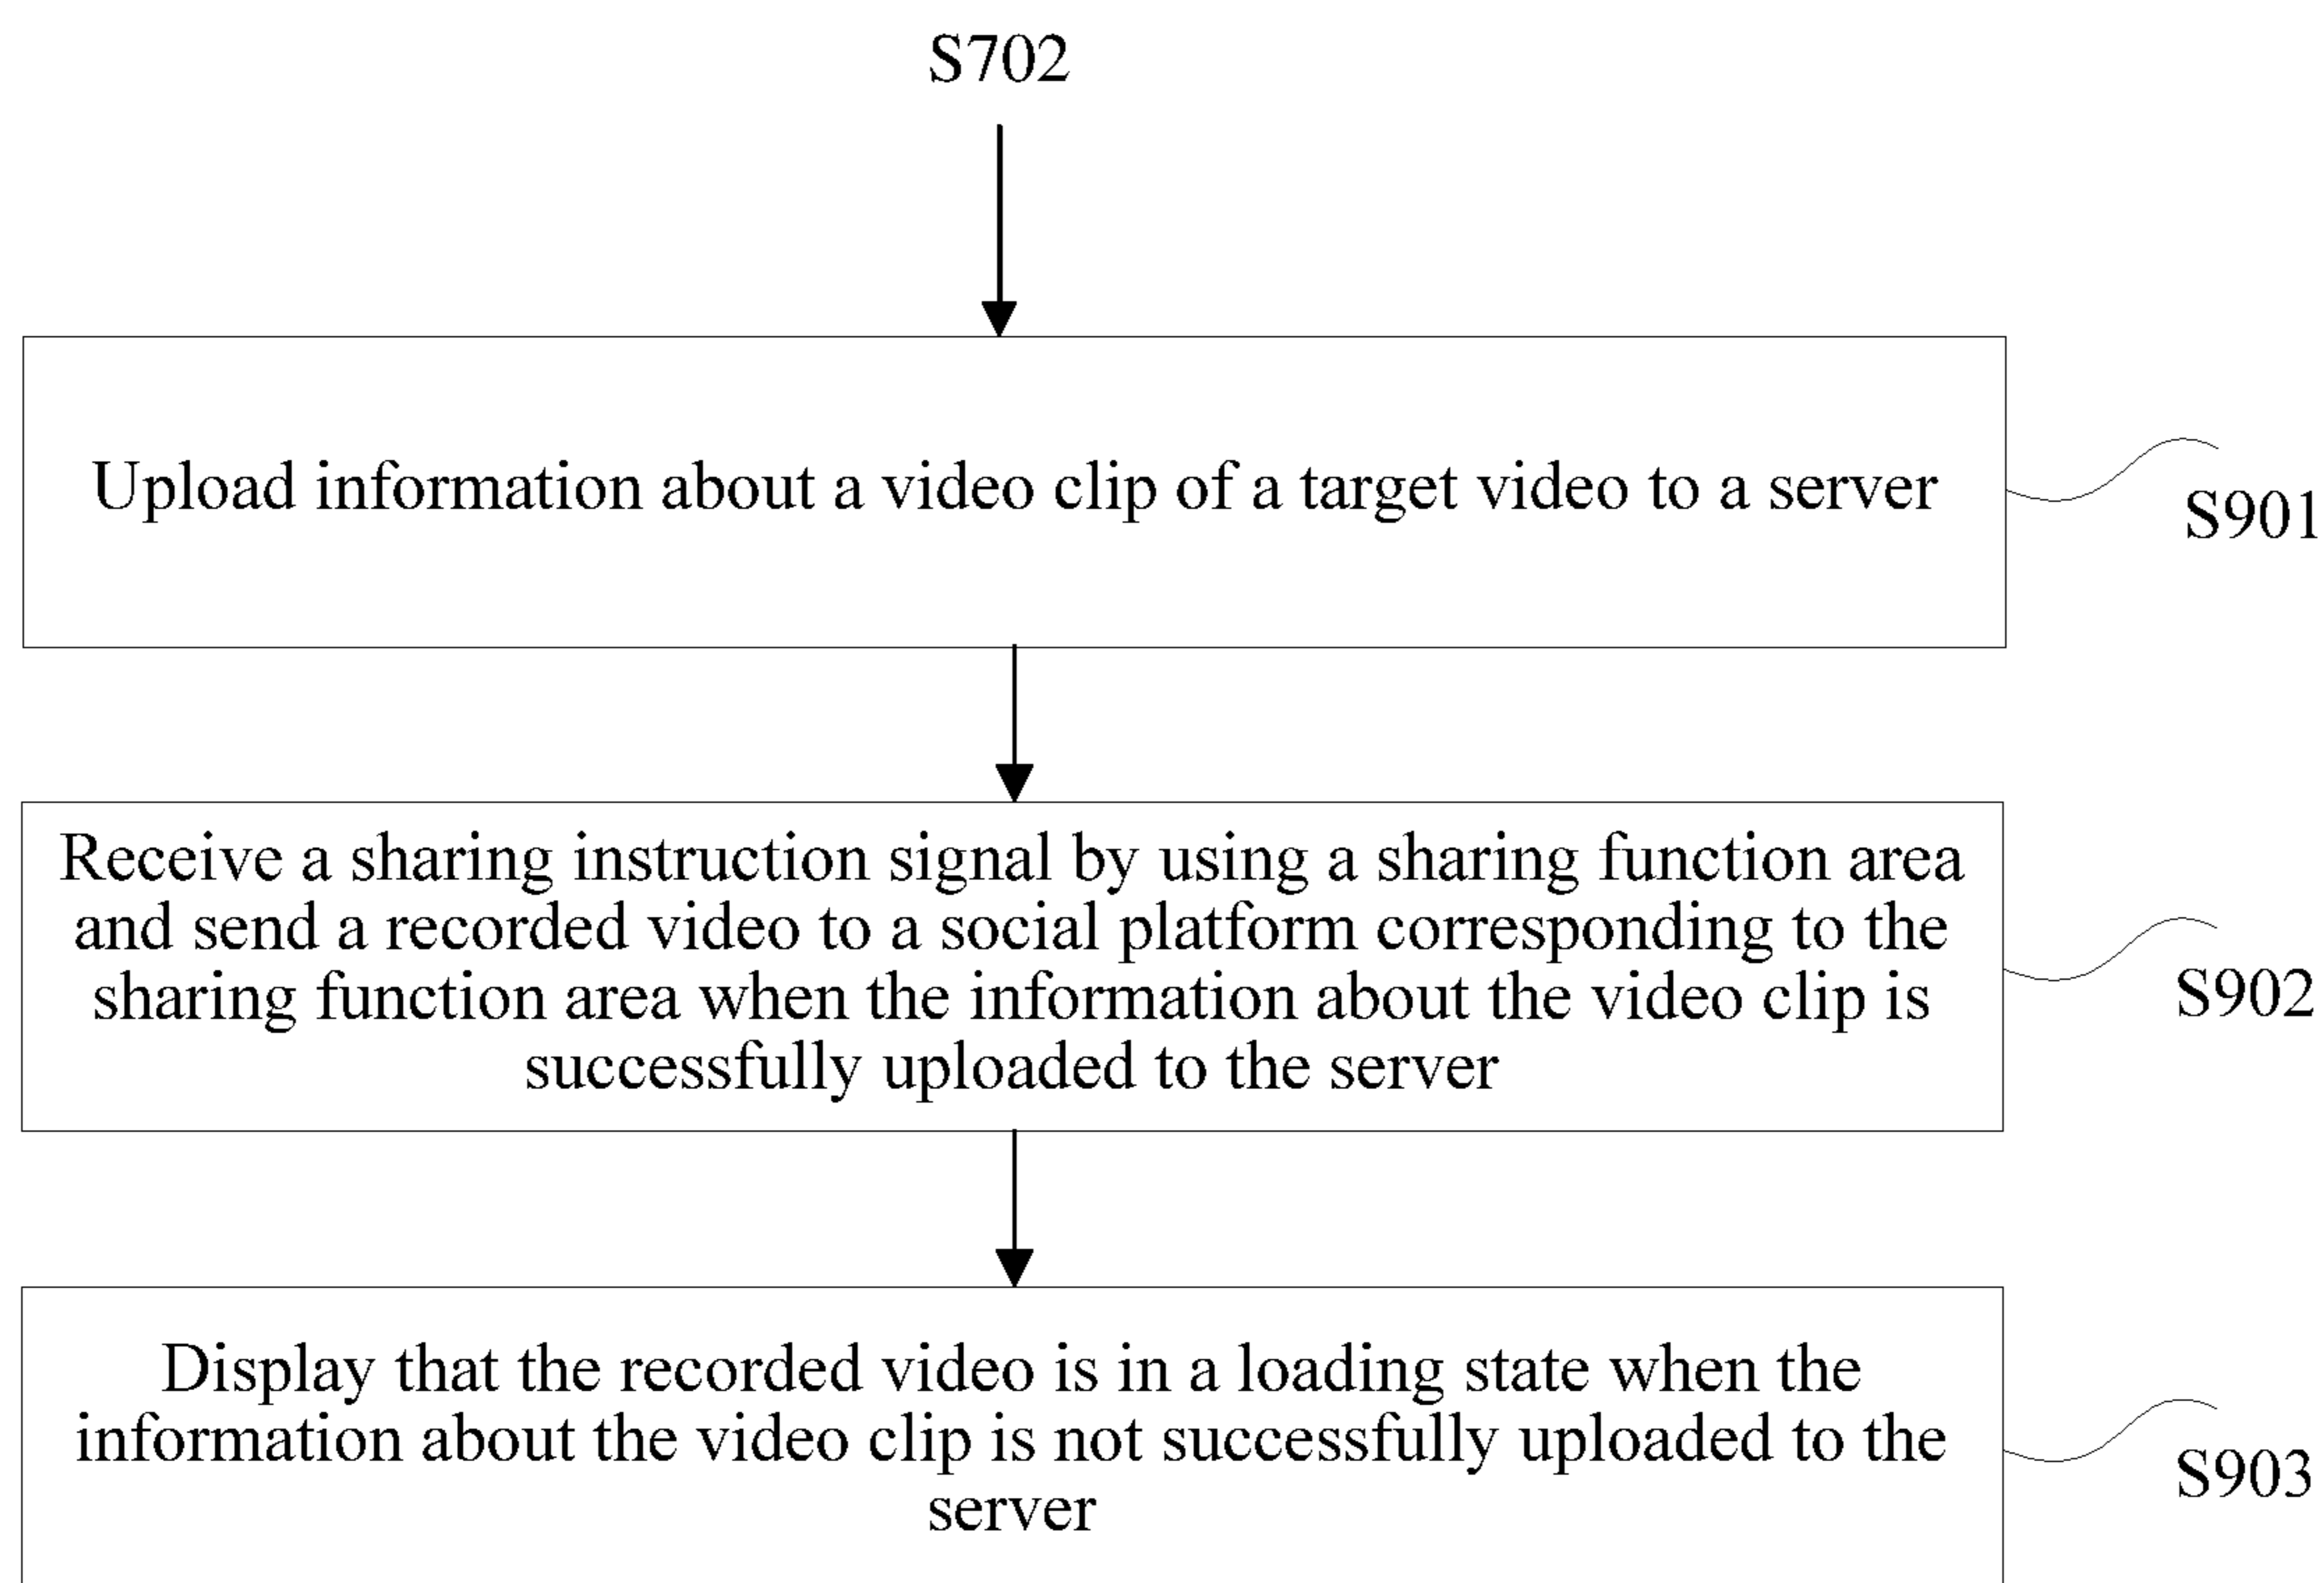 S702
Upload information about a video clip of a target video to a server
S901
Receive a sharing instruction signal by using a sharing function area
and send a recorded video to a social platform corresponding to the
sharing function area when the information about the video clip is
successfully uploaded to the server
S902
Display that the recorded video is in a loading state when the
information about the video clip is not successfully uploaded to the
server
S903